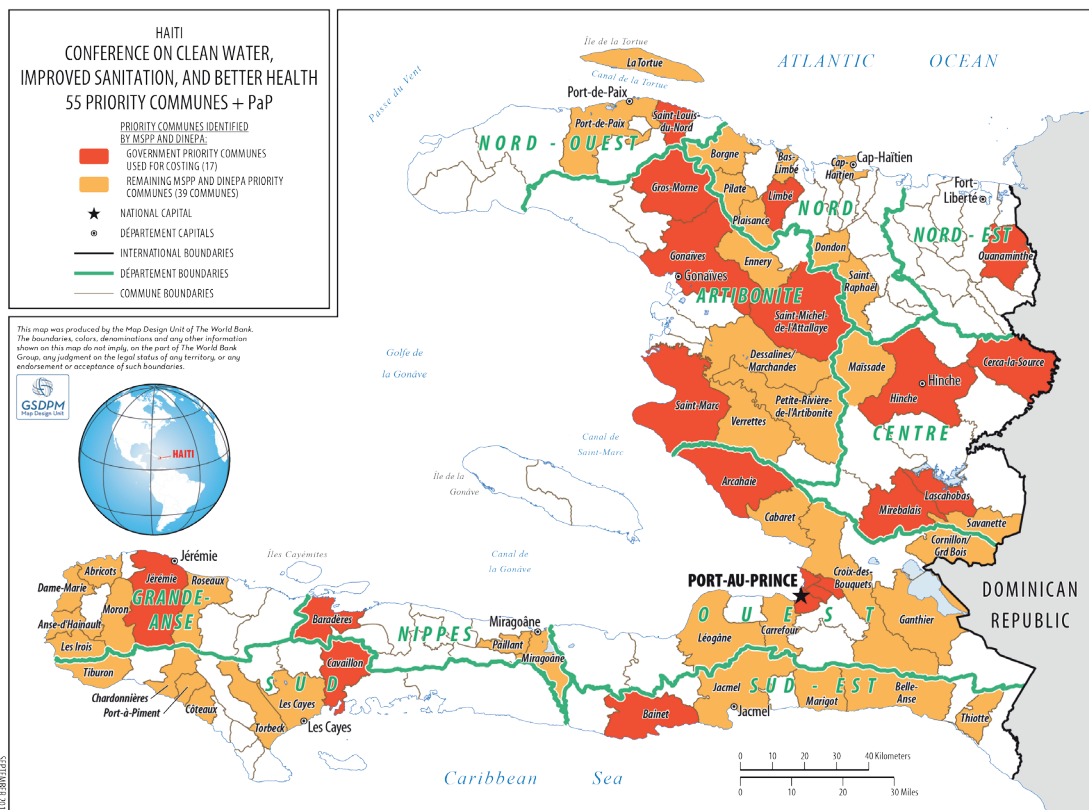 HAITI
CONFERENCE ON CLEAN WATER,
IMPROVED SANITATION, AND BETTER HEALTH
55 PRIORITY COMMUNES + PaP
PRIORITY COMMUNES IDENTIFIED
BY MSPP AND DINEPA:
GOVERNMENT PRIORITY COMMUNES
USED FOR COSTING (17)
REMAINING MSPP AND DINEPA PRIORITY
COMMUNES (39 COMMUNES)
NATIONAL CAPITAL
DÉPARTEMENT CAPITALS
INTERNATIONAL BOUNDARIES
DÉPARTEMENT BOUNDARIES
COMMUNE BOUNDARIES
This map was produced by the Map Design Unit of The World Bank.
The boundaries, colors, denominations and any other information
shown on this map do not imply, on the part of The World Bank
Group, any judgment on the legal status of any territory, or any
endorsement or acceptance of such boundaries.
GSDPM
Map Design Unit
HAITI
Île de la Tortue
La Tortue
Canal de la Tortue
ATLANTIC OCEAN
Passe du Vent
Port-de-Paix
Port-de-Paix
Saint-Louis-
du-Nord
NORD - OUEST
Borgne
Bas-
Limbé
Cap-
Haïtien
Cap-Haïtien
Fort-
Liberté
Gros-Morne
Pilate
Limbé
Plaisance
NORD
NORD - EST
Ouanaminthe
Gonaïves
Gonaïves
Ennery
Dondon
Saint-
Raphaël
ARTIBONITE
Saint-Michel-
de-l'Attallaye
Golfe de
la Gonâve
Dessalines/
Marchandes
Maïssade
Hinche
Hinche
Cerca-la-Source
Saint-Marc
Verrettes
Petite-Rivière-
de-l'Artibonite
CENTRE
Canal de
Saint-Marc
Île de la
Gonâve
Arcahaie
Lascahobas
Mirebalais
Savanette
Cabaret
Cornillon/
Grd Bois
Canal de
la Gonâve
Îles Cayémites
Jérémie
Abricots
Jérémie
Roseaux
Dame-Marie
Moron
GRANDE-
ANSE
Anse-d'Hainault
Les Irois
Tiburon
Chardonnières
Port-à-Piment
Côteaux
Torbeck
Les Cayes
Les Cayes
SUD
Baradères
Cavaillon
NIPPES
Miragoâne
Paillant
Miragoâne
PORT-AU-PRINCE
Croix-des-
Bouquets
OUEST
Léogâne
Carrefour
Ganthier
DOMINICAN
REPUBLIC
Bainet
Jacmel
Jacmel
SUD - EST
Marigot
Belle-
Anse
Thiotte
Caribbean Sea
0 10 20 30 40 Kilometers
0 10 20 30 Miles